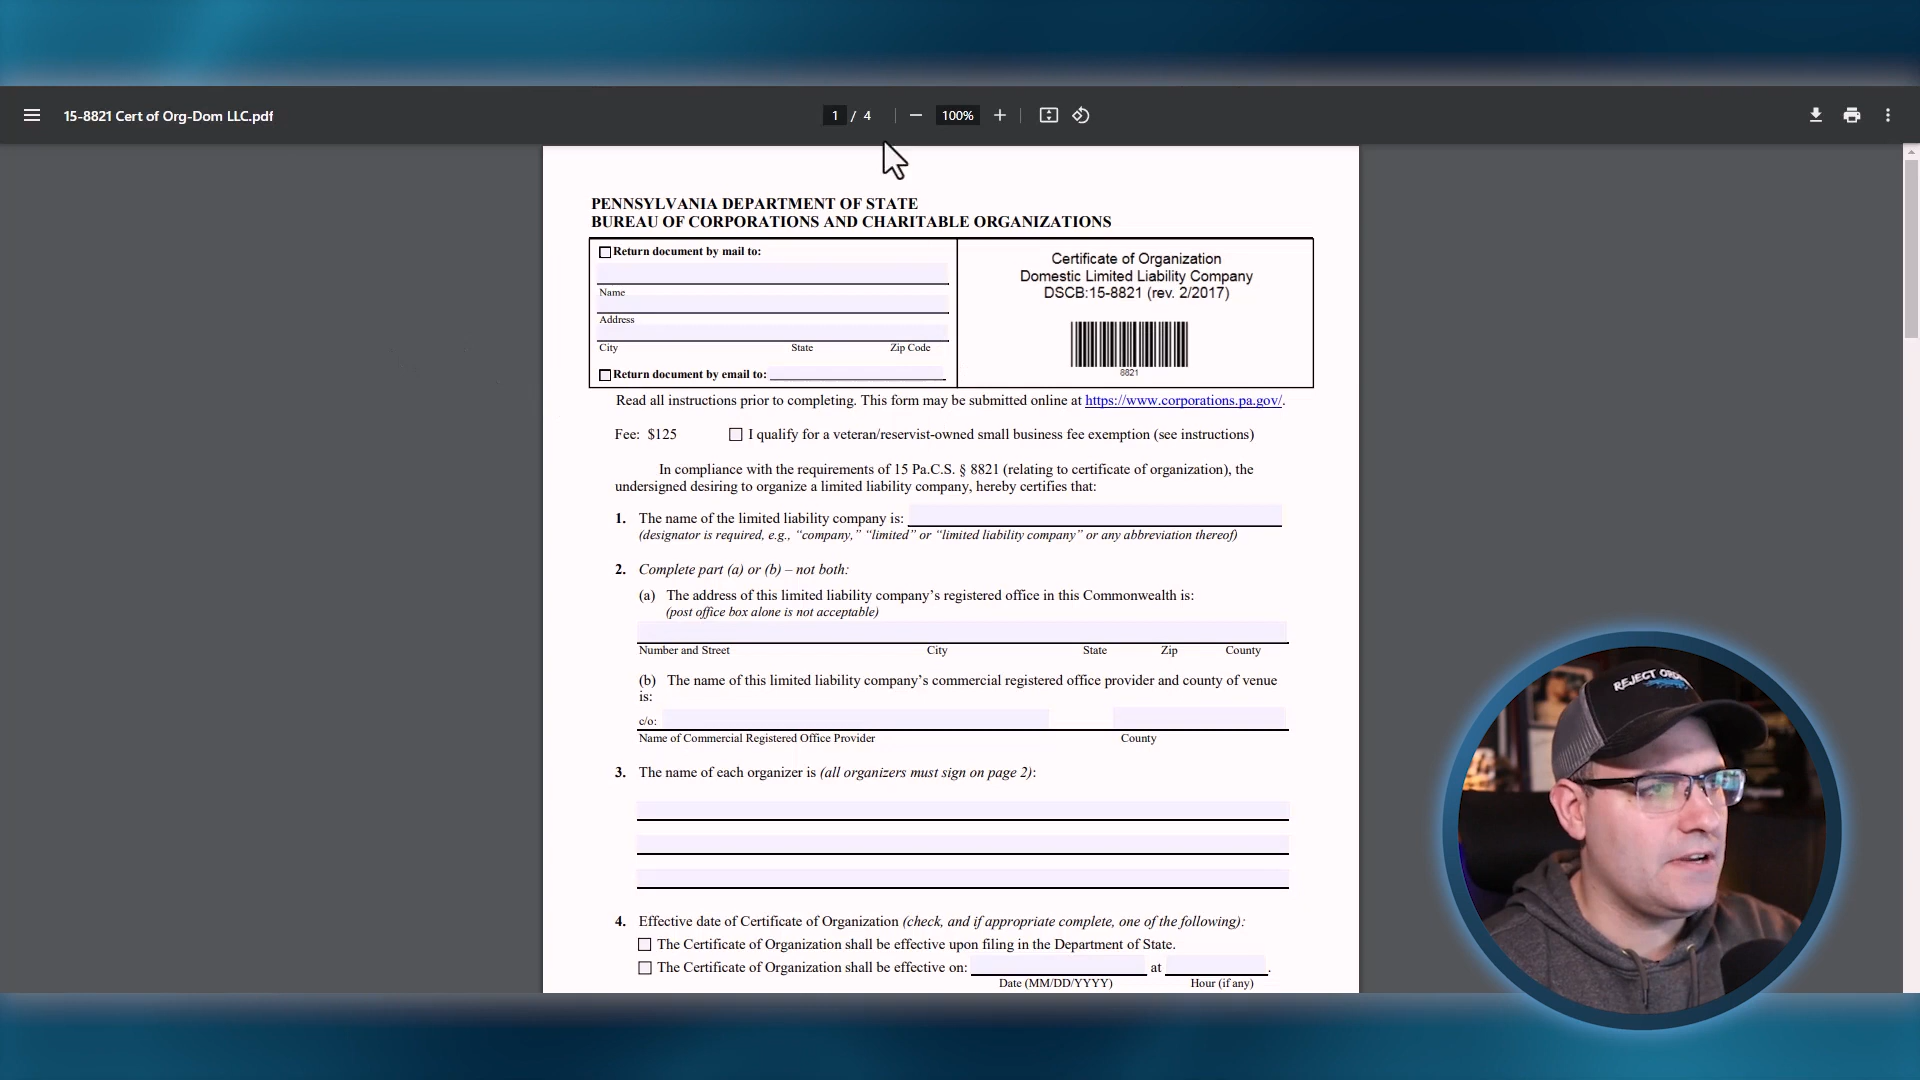 15-8821 Cert of Org-Dom LLC.pdf
1 / 4
100%
PENNSYLVANIA DEPARTMENT OF STATE
BUREAU OF CORPORATIONS AND CHARITABLE ORGANIZATIONS
Return document by mail to:
Name
Address
City State Zip Code
Return document by email to:
Certificate of Organization
Domestic Limited Liability Company
DSCB:15-8821 (rev. 2/2017)
8821
Read all instructions prior to completing. This form may be submitted online at https://www.corporations.pa.gov/.
Fee: $125 I qualify for a veteran/reservist-owned small business fee exemption (see instructions)
In compliance with the requirements of 15 Pa.C.S. § 8821 (relating to certificate of organization), the
undersigned desiring to organize a limited liability company, hereby certifies that:
1. The name of the limited liability company is:
(designator is required, e.g., “company,” “limited” or “limited liability company” or any abbreviation thereof)
2. Complete part (a) or (b) – not both:
(a) The address of this limited liability company’s registered office in this Commonwealth is:
(post office box alone is not acceptable)
Number and Street City State Zip County
(b) The name of this limited liability company’s commercial registered office provider and county of venue
is:
c/o:
Name of Commercial Registered Office Provider County
3. The name of each organizer is (all organizers must sign on page 2):
4. Effective date of Certificate of Organization (check, and if appropriate complete, one of the following):
The Certificate of Organization shall be effective upon filing in the Department of State.
The Certificate of Organization shall be effective on: at .
Date (MM/DD/YYYY) Hour (if any)
REJECT